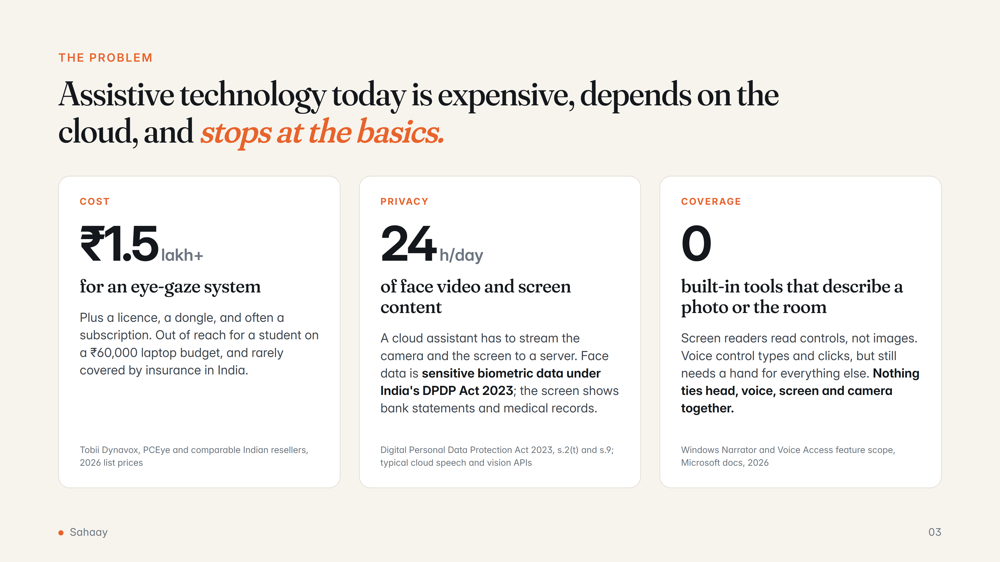 THE PROBLEM
Assistive technology today is expensive, depends on the
cloud, and stops at the basics.
COST
₹1.5 lakh+
for an eye-gaze system
Plus a licence, a dongle, and often a
subscription. Out of reach for a student on
a ₹60,000 laptop budget, and rarely
covered by insurance in India.
Tobii Dynavox, PCEye and comparable Indian resellers,
2026 list prices
PRIVACY
24 h/day
of face video and screen
content
A cloud assistant has to stream the
camera and the screen to a server. Face
data is sensitive biometric data under
India's DPDP Act 2023; the screen shows
bank statements and medical records.
Digital Personal Data Protection Act 2023, s.2(t) and s.9;
typical cloud speech and vision APIs
COVERAGE
0
built-in tools that describe a
photo or the room
Screen readers read controls, not images.
Voice control types and clicks, but still
needs a hand for everything else. Nothing
ties head, voice, screen and camera
together.
Windows Narrator and Voice Access feature scope,
Microsoft docs, 2026
Sahaay
03